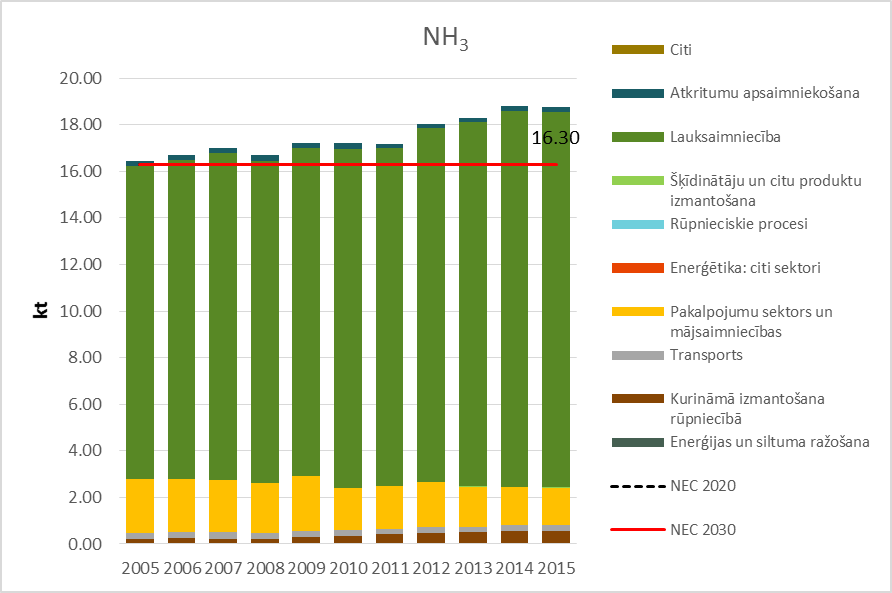 NH3
kt
20.00
18.00
16.00
14.00
12.00
10.00
8.00
6.00
4.00
2.00
0.00
16.30
2005 2006 2007 2008 2009 2010 2011 2012 2013 2014 2015
Citi
Atkritumu apsaimniekošana
Lauksaimniecība
Šķīdinātāju un citu produktu
izmantošana
Rūpnieciskie procesi
Enerģētika: citi sektori
Pakalpojumu sektors un
mājsaimniecības
Transports
Kurināmā izmantošana
rūpniecībā
Enerģijas un siltuma ražošana
NEC 2020
NEC 2030